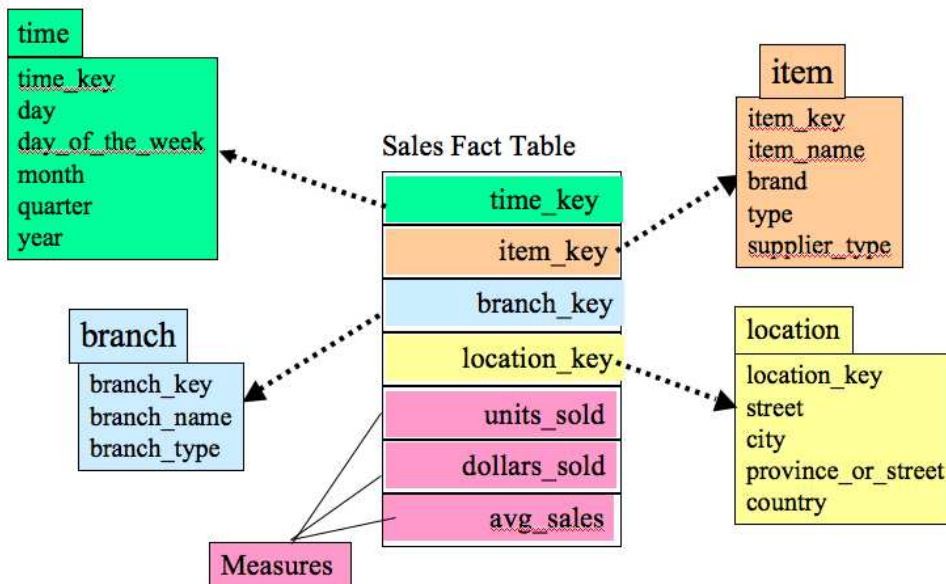 time
time_key
day
day_of_the_week
month
quarter
year
item
item_key
item_name
brand
type
supplier_type
Sales Fact Table
time_key
item_key
branch_key
location_key
units_sold
dollars_sold
avg_sales
branch
branch_key
branch_name
branch_type
location
location_key
street
city
province_or_street
country
Measures